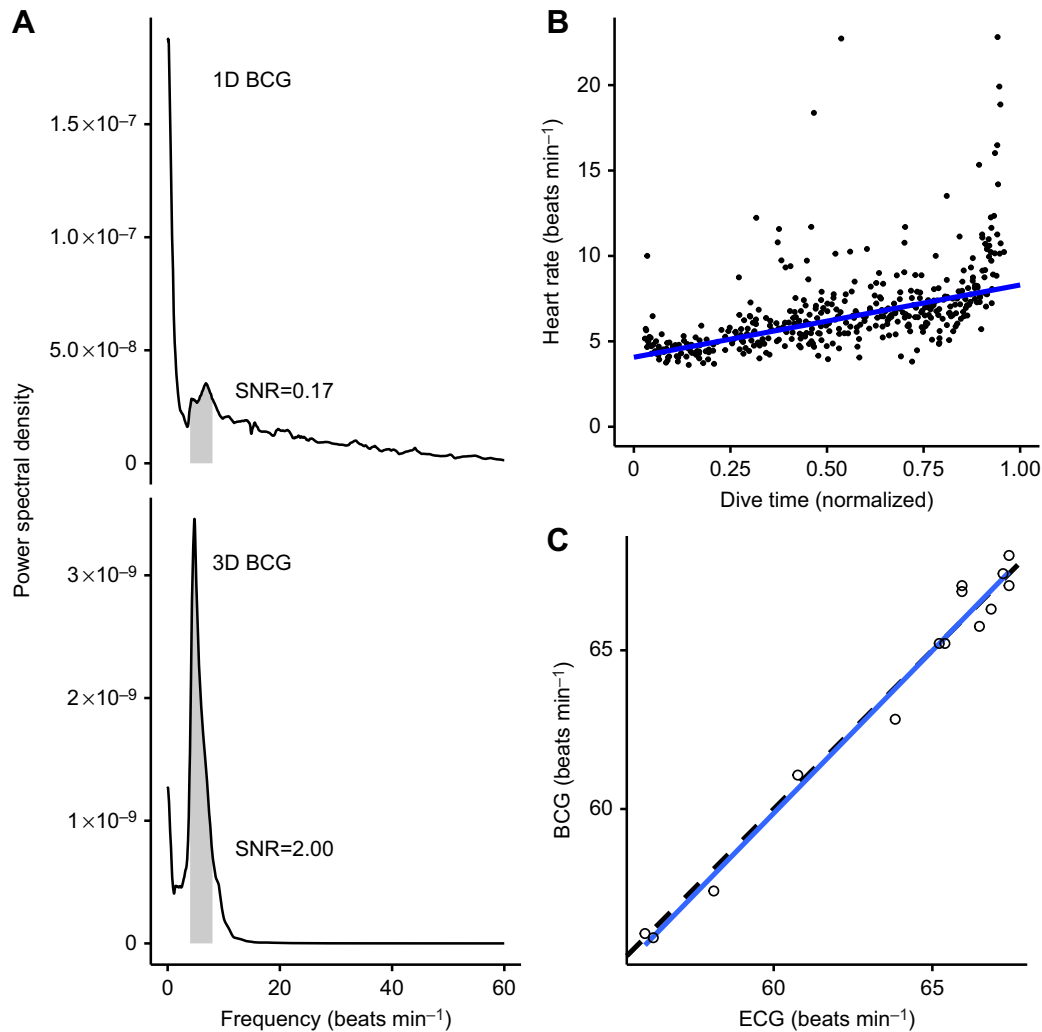 A
1D BCG
1.5×10⁻⁷
1.0×10⁻⁷
5.0×10⁻⁸
0
SNR=0.17
Power spectral density
3D BCG
3×10⁻⁹
2×10⁻⁹
1×10⁻⁹
0
SNR=2.00
0 20 40 60
Frequency (beats min⁻¹)
B
Heart rate (beats min⁻¹)
20
15
10
5
0
0 0.25 0.50 0.75 1.00
Dive time (normalized)
C
BCG (beats min⁻¹)
65
60
60 65
ECG (beats min⁻¹)